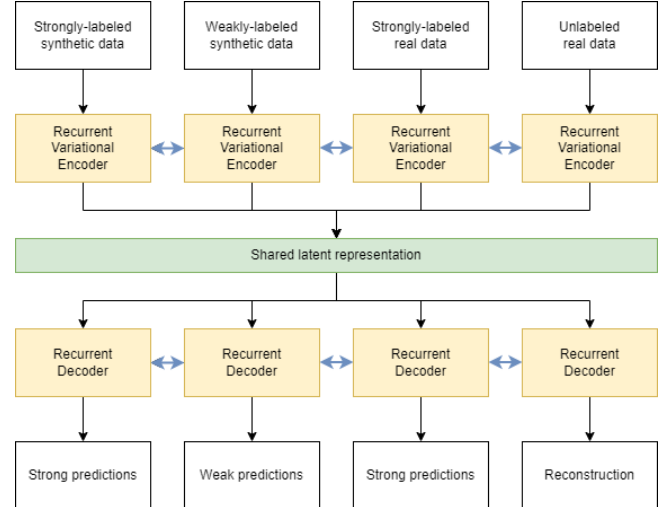 Strongly-labeled
synthetic data
Weakly-labeled
synthetic data
Strongly-labeled
real data
Unlabeled
real data
Recurrent
Variational
Encoder
Recurrent
Variational
Encoder
Recurrent
Variational
Encoder
Recurrent
Variational
Encoder
Shared latent representation
Recurrent
Decoder
Recurrent
Decoder
Recurrent
Decoder
Recurrent
Decoder
Strong predictions
Weak predictions
Strong predictions
Reconstruction